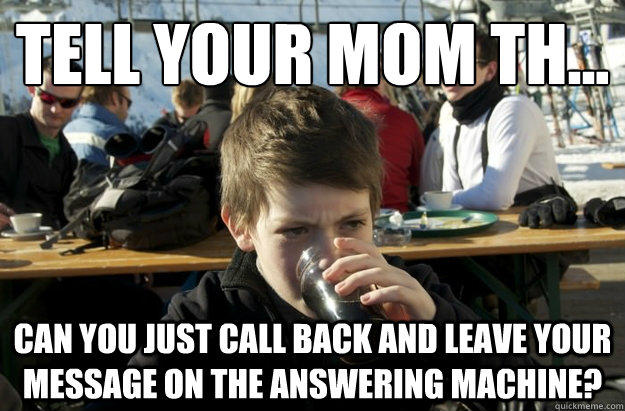 TELL YOUR MOM TH...
CAN YOU JUST CALL BACK AND LEAVE YOUR
MESSAGE ON THE ANSWERING MACHINE?
quickmeme.com